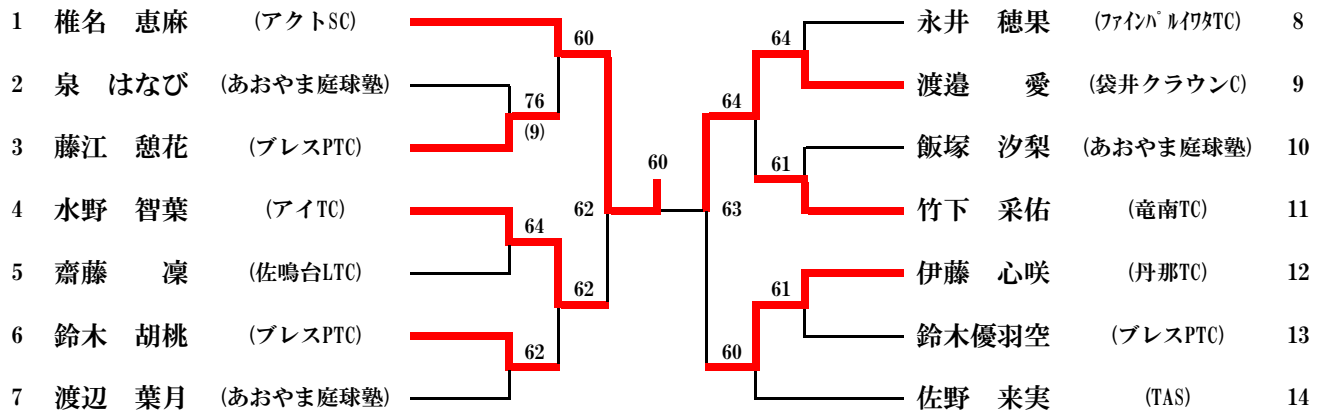 1 椎名 恵麻 (アクトSC)
2 泉 はなび (あおやま庭球塾)
3 藤江 憩花 (ブレスPTC)
4 水野 智葉 (アイTC)
5 齋藤 凜 (佐鳴台LTC)
6 鈴木 胡桃 (ブレスPTC)
7 渡辺 葉月 (あおやま庭球塾)
60
76
(9)
64
62
62
62
60
63
64
64
61
61
60
永井 穂果 (ファインパルイワタTC) 8
渡邉 愛 (袋井クラウンC) 9
飯塚 汐梨 (あおやま庭球塾) 10
竹下 采佑 (竜南TC) 11
伊藤 心咲 (丹那TC) 12
鈴木優羽空 (ブレスPTC) 13
佐野 来実 (TAS) 14